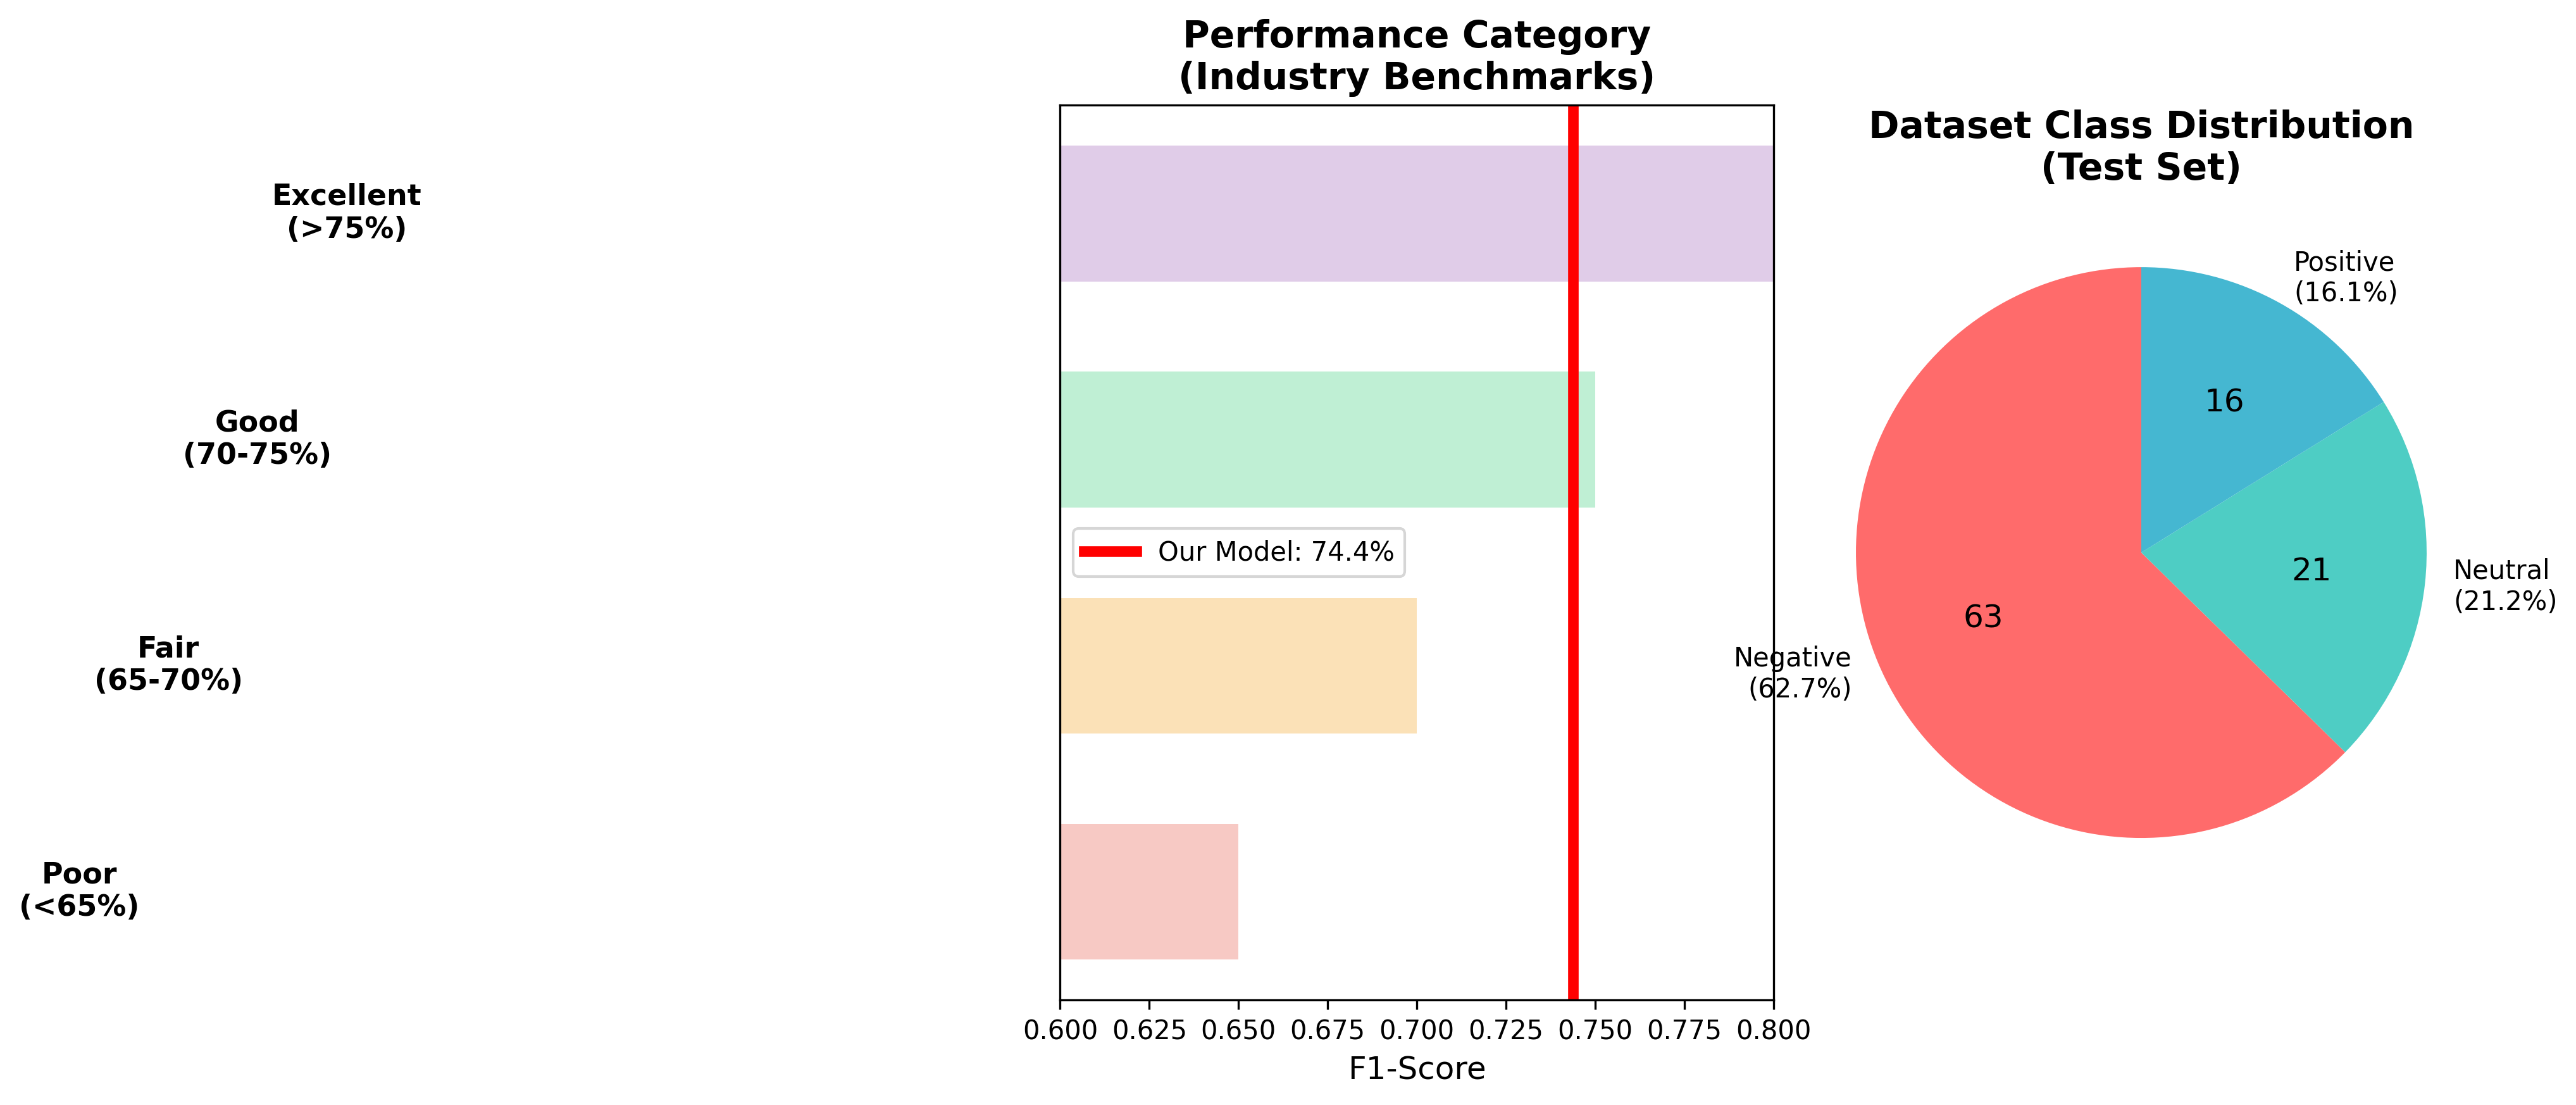 Performance Category
(Industry Benchmarks)
Excellent
(>75%)
Good
(70-75%)
Fair
(65-70%)
Poor
(<65%)
Our Model: 74.4%
0.600 0.625 0.650 0.675 0.700 0.725 0.750 0.775 0.800
F1-Score
Dataset Class Distribution
(Test Set)
Positive
(16.1%)
16
Neutral
(21.2%)
21
63
Negative
(62.7%)